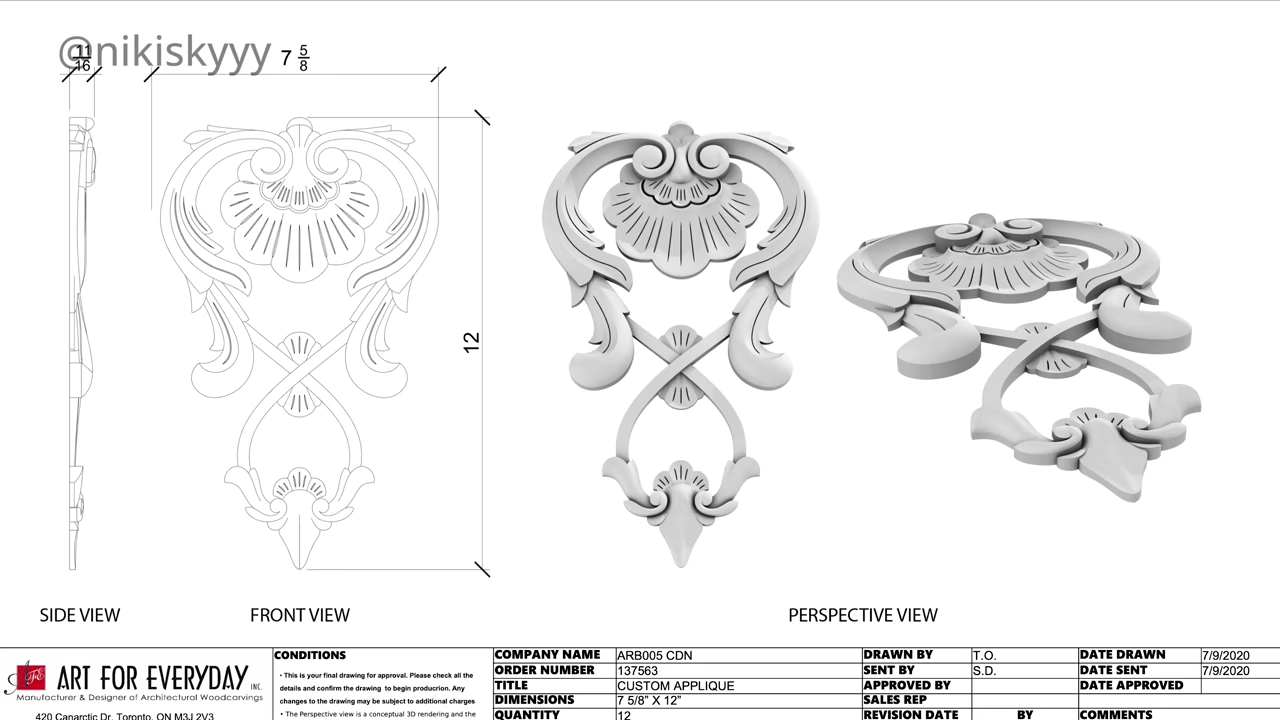 @nikiskyyy
11/16
7 5/8
12
SIDE VIEW
FRONT VIEW
PERSPECTIVE VIEW
ART FOR EVERYDAY INC.
Manufacturer & Designer of Architectural Woodcarvings
420 Canarctic Dr. Toronto, ON M3J 2V3
CONDITIONS
• This is your final drawing for approval. Please check all the
details and confirm the drawing to begin producrion. Any
changes to the drawing may be subject to additional charges
• The Perspective view is a conceptual 3D rendering and the
COMPANY NAME ARB005 CDN
ORDER NUMBER 137563
TITLE CUSTOM APPLIQUE
DIMENSIONS 7 5/8" X 12"
QUANTITY 12
DRAWN BY T.O.
SENT BY S.D.
APPROVED BY
SALES REP
REVISION DATE BY
DATE DRAWN 7/9/2020
DATE SENT 7/9/2020
DATE APPROVED
COMMENTS